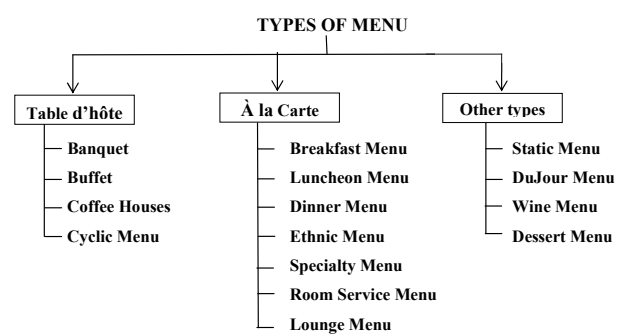 TYPES OF MENU
Table d'hôte
Banquet
Buffet
Coffee Houses
Cyclic Menu
À la Carte
Breakfast Menu
Luncheon Menu
Dinner Menu
Ethnic Menu
Specialty Menu
Room Service Menu
Lounge Menu
Other types
Static Menu
DuJour Menu
Wine Menu
Dessert Menu